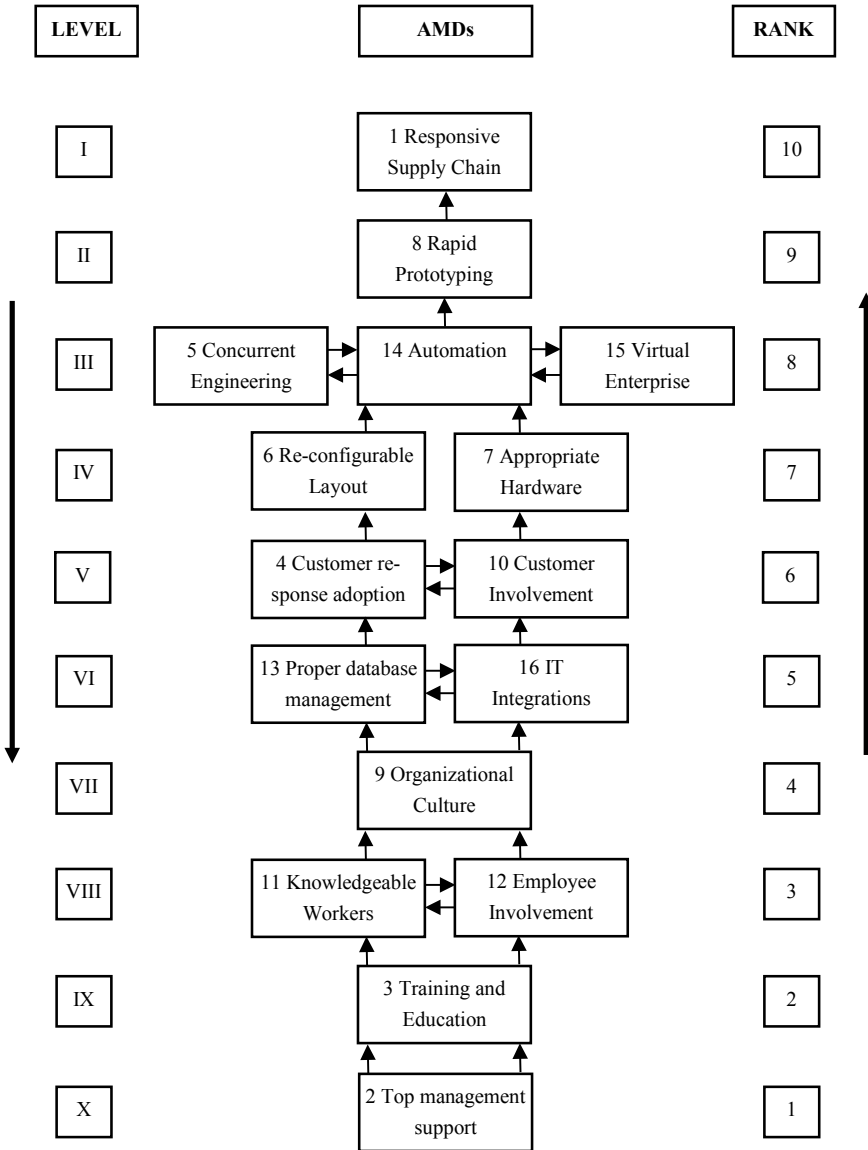 LEVEL
AMDs
RANK
I
1 Responsive
Supply Chain
10
II
8 Rapid
Prototyping
9
III
5 Concurrent
Engineering
14 Automation
15 Virtual
Enterprise
8
IV
6 Re-configurable
Layout
7 Appropriate
Hardware
7
V
4 Customer re-
sponse adoption
10 Customer
Involvement
6
VI
13 Proper database
management
16 IT
Integrations
5
VII
9 Organizational
Culture
4
VIII
11 Knowledgeable
Workers
12 Employee
Involvement
3
IX
3 Training and
Education
2
X
2 Top management
support
1